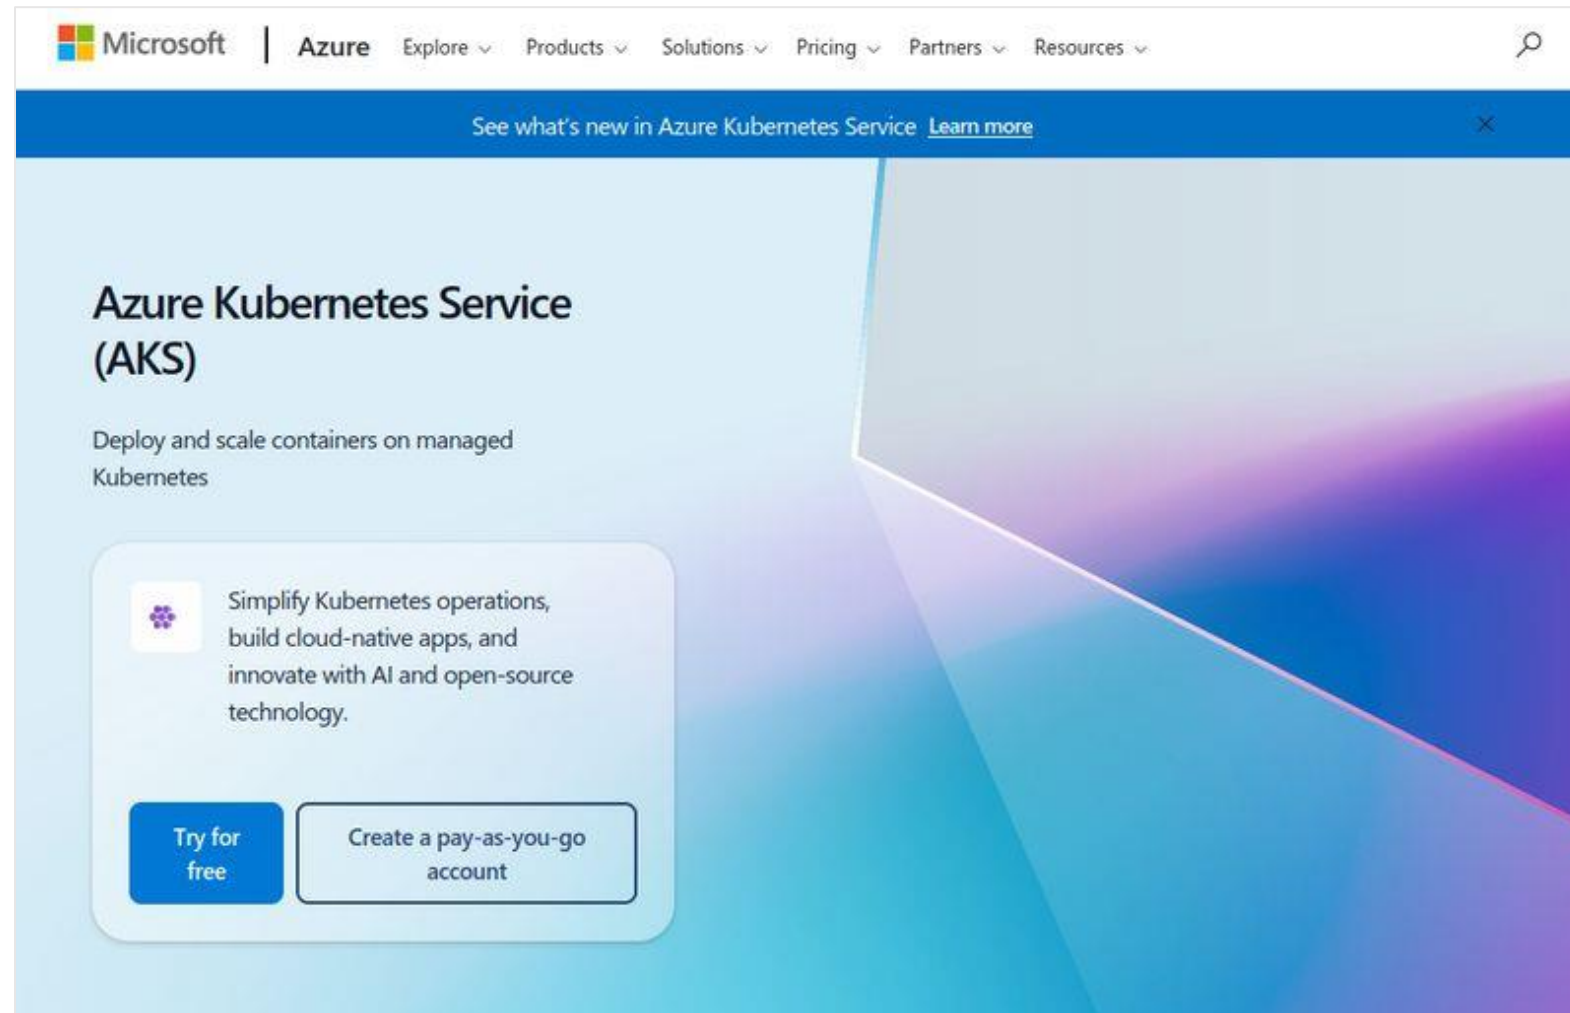 Microsoft Azure Explore Products Solutions Pricing Partners Resources
See what's new in Azure Kubernetes Service Learn more
Azure Kubernetes Service
(AKS)
Deploy and scale containers on managed
Kubernetes
Simplify Kubernetes operations,
build cloud-native apps, and
innovate with AI and open-source
technology.
Try for
free
Create a pay-as-you-go
account